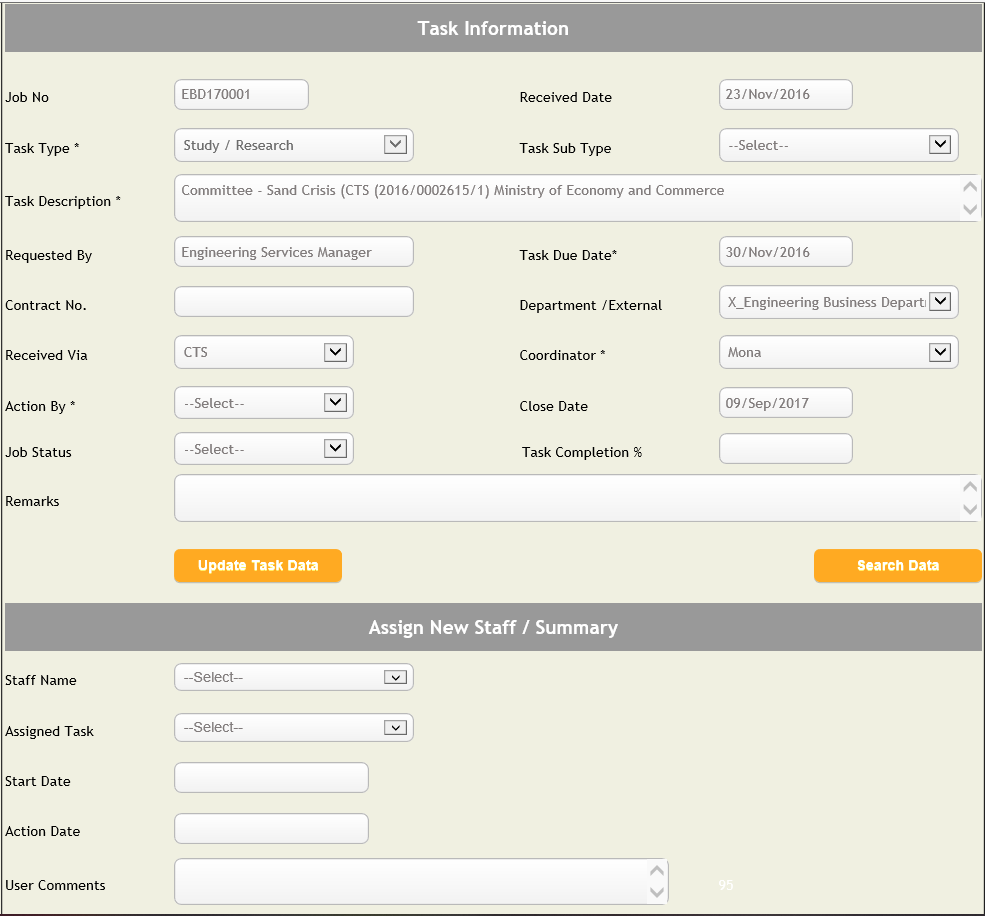 Task Information
Job No EBD170001 Received Date 23/Nov/2016
Task Type * Study / Research Task Sub Type --Select--
Task Description * Committee - Sand Crisis (CTS (2016/0002615/1) Ministry of Economy and Commerce
Requested By Engineering Services Manager Task Due Date* 30/Nov/2016
Contract No. Department /External X_Engineering Business Depart
Received Via CTS Coordinator * Mona
Action By * --Select-- Close Date 09/Sep/2017
Job Status --Select-- Task Completion %
Remarks
Update Task Data Search Data
Assign New Staff / Summary
Staff Name --Select--
Assigned Task --Select--
Start Date
Action Date
User Comments 95